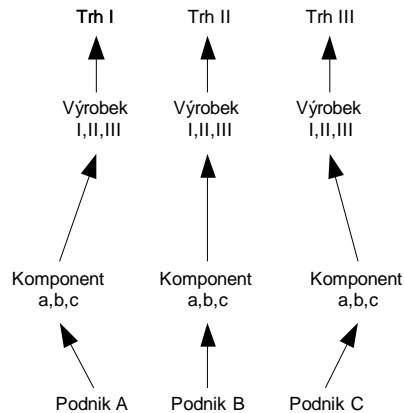 Trh I Trh II Trh III
Výrobek Výrobek Výrobek
I,II,III I,II,III I,II,III
Komponent Komponent Komponent
a,b,c a,b,c a,b,c
Podnik A Podnik B Podnik C